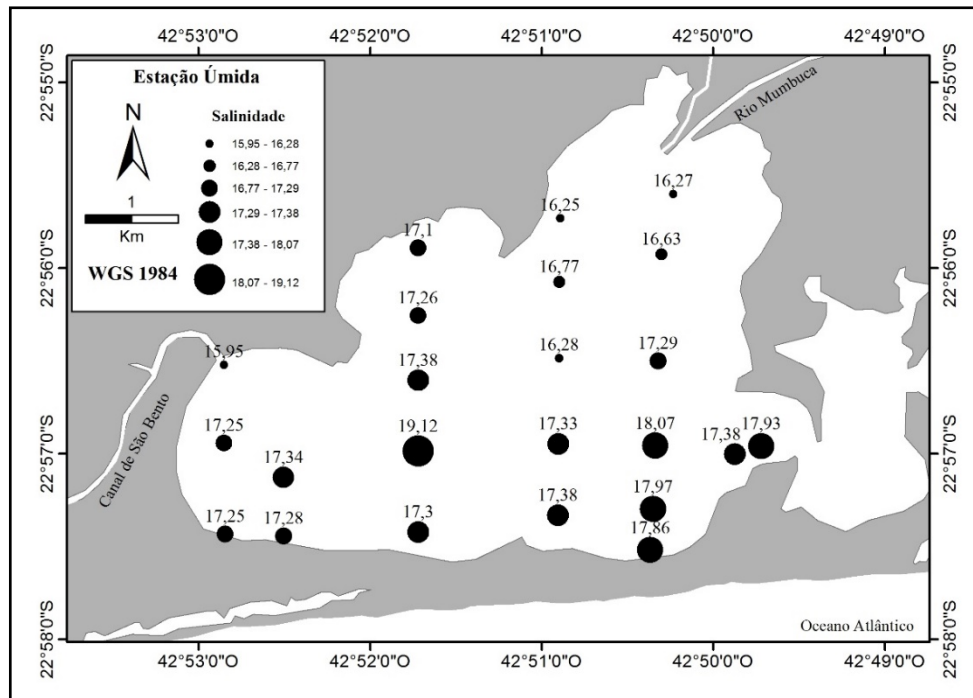 42°53'0"O 42°52'0"O 42°51'0"O 42°50'0"O 42°49'0"O
22°55'0"S
22°55'0"S
Estação Úmida
N
Salinidade
15,95 - 16,28
16,28 - 16,77
16,77 - 17,29
17,29 - 17,38
17,38 - 18,07
18,07 - 19,12
1
Km
WGS 1984
Rio Mumbuca
16,27
16,25
16,63
17,1
16,77
22°56'0"S
22°56'0"S
17,26
15,95
17,38
16,28
17,29
Canal de São Bento
17,25
17,34
19,12
17,33
18,07
17,38
17,93
22°57'0"S
22°57'0"S
17,25
17,28
17,3
17,38
17,97
17,86
Oceano Atlântico
22°58'0"S
22°58'0"S
42°53'0"O 42°52'0"O 42°51'0"O 42°50'0"O 42°49'0"O